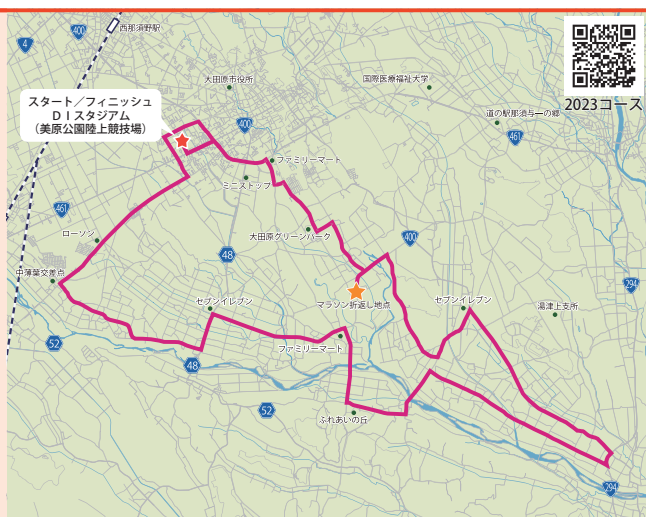 西那須野駅
400
4
大田原市役所
国際医療福祉大学
2023コース
スタート／フィニッシュ
ＤＩスタジアム
（美原公園陸上競技場）
400
道の駅那須与一の郷
461
ファミリーマート
ミニストップ
461
ローソン
大田原グリーンパーク
400
48
中薄葉交差点
294
セブンイレブン
マラソン折返し地点
セブンイレブン
湯津上支所
52
ファミリーマート
48
52
ふれあいの丘
294